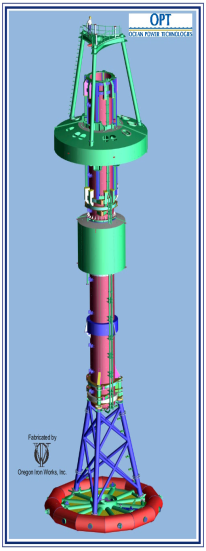 OPT
OCEAN POWER TECHNOLOGIES
Fabricated by
Oregon Iron Works, Inc.